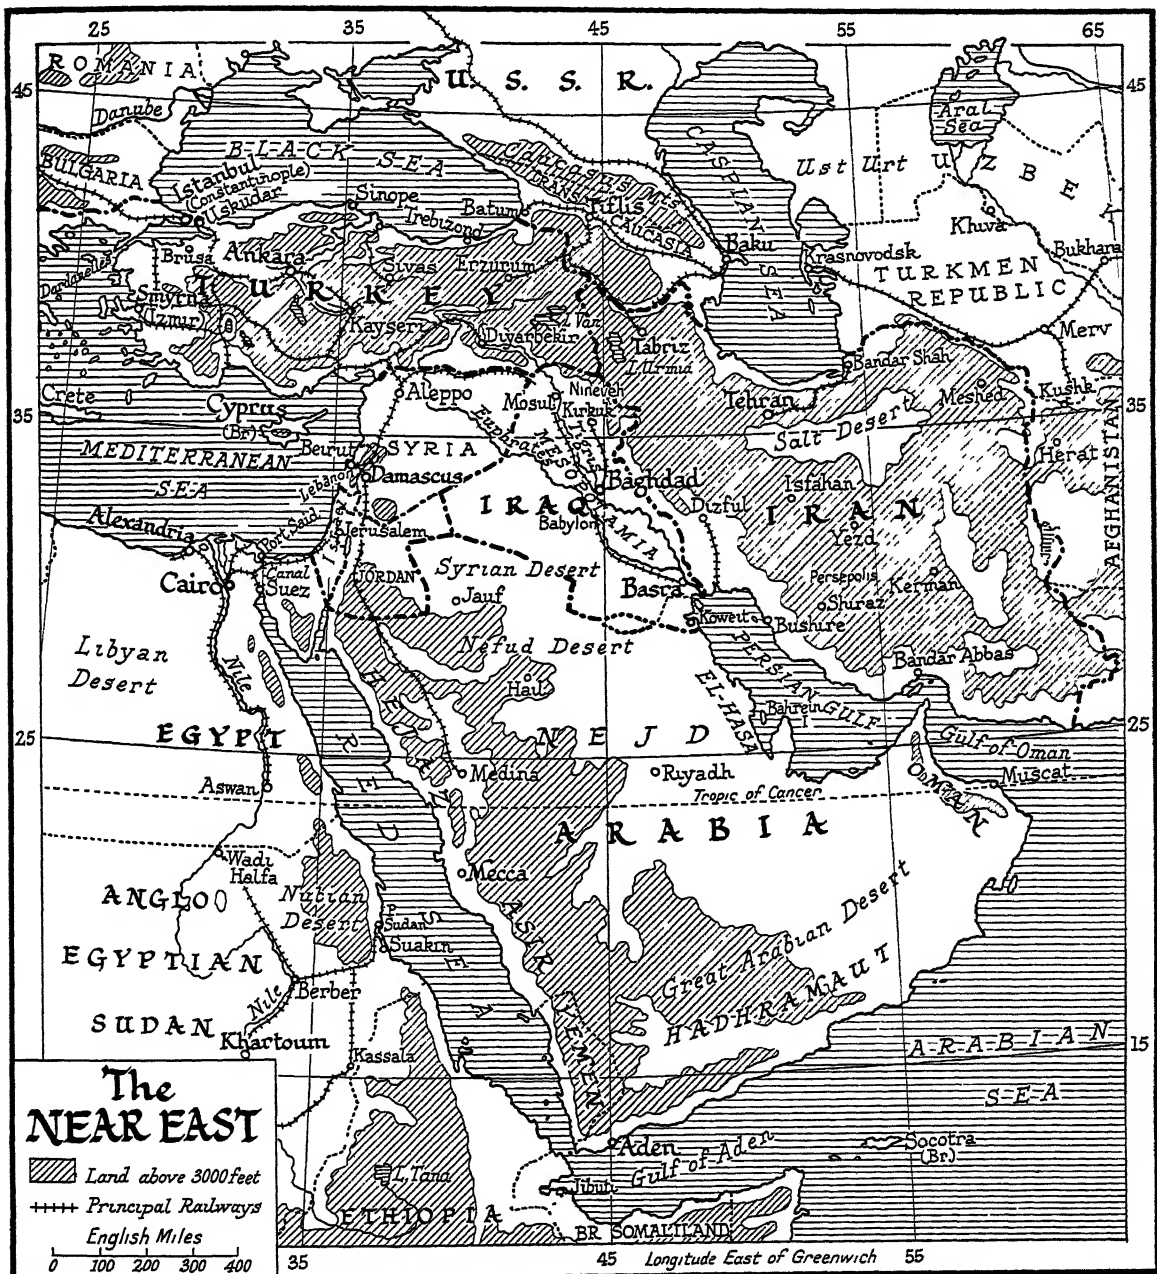 25 35 45 55 65
ROMANIA
U. S. S. R.
45
45
Danube
Aral
Sea
BULGARIA
BLACK SEA
CASPIAN SEA
Caucasus Mts
Ust Urt
UZBE
Istanbul
(Constantinople)
Uskudar
Sinope
Trebizond
Batum
Tiflis
CAUCASIA
Khiva
Bukhara
Baku
Krasnovodsk
TURKMEN
REPUBLIC
Brusa
Ankara
Sivas
Erzurum
Dardanelles
TURKEY
Smyrna
(Izmir)
Kayseri
Diyarbekir
L. Van
Tabriz
L. Urmia
Merv
Bandar Shah
Crete
Aleppo
Mosul
Nineveh
Kirkuk
Tehran
Meshed
Kushk
35
35
Cyprus
(Br)
Euphrates
Tigris
Salt Desert
Herat
AFGHANISTAN
MEDITERRANEAN
SEA
Beirut
SYRIA
Lebanon
Damascus
MESOPOTAMIA
Baghdad
Isfahan
IRAQ
Babylon
Dizful
IRAN
Yezd
Alexandria
Port Said
Israel
Jerusalem
Cairo
Canal
Suez
JORDAN
Syrian Desert
Basra
Persepolis
Kerman
Jauf
Koweit
Shiraz
Bushire
Libyan
Desert
Nile
Nefud Desert
PERSIAN GULF
Bandar Abbas
HEJAZ
Hail
EL-HASA
Bahrein
I
25
25
EGYPT
RED SEA
NEJD
Gulf of Oman
Aswan
Medina
Riyadh
Muscat
Tropic of Cancer
OMAN
ARABIA
Wadi
Halfa
Mecca
ANGLO
Nubian
Desert
P.
Sudan
Suakin
ASIR
EGYPTIAN
Great Arabian Desert
Berber
Nile
YEMEN
HADHRAMAUT
SUDAN
Khartoum
Kassala
ARABIAN
15
SEA
The
NEAR EAST
Land above 3000 feet
Principal Railways
English Miles
0 100 200 300 400
L. Tana
ETHIOPIA
Aden
Gulf of Aden
Socotra
(Br)
Jibuti
BR SOMALILAND
35 45 Longitude East of Greenwich 55